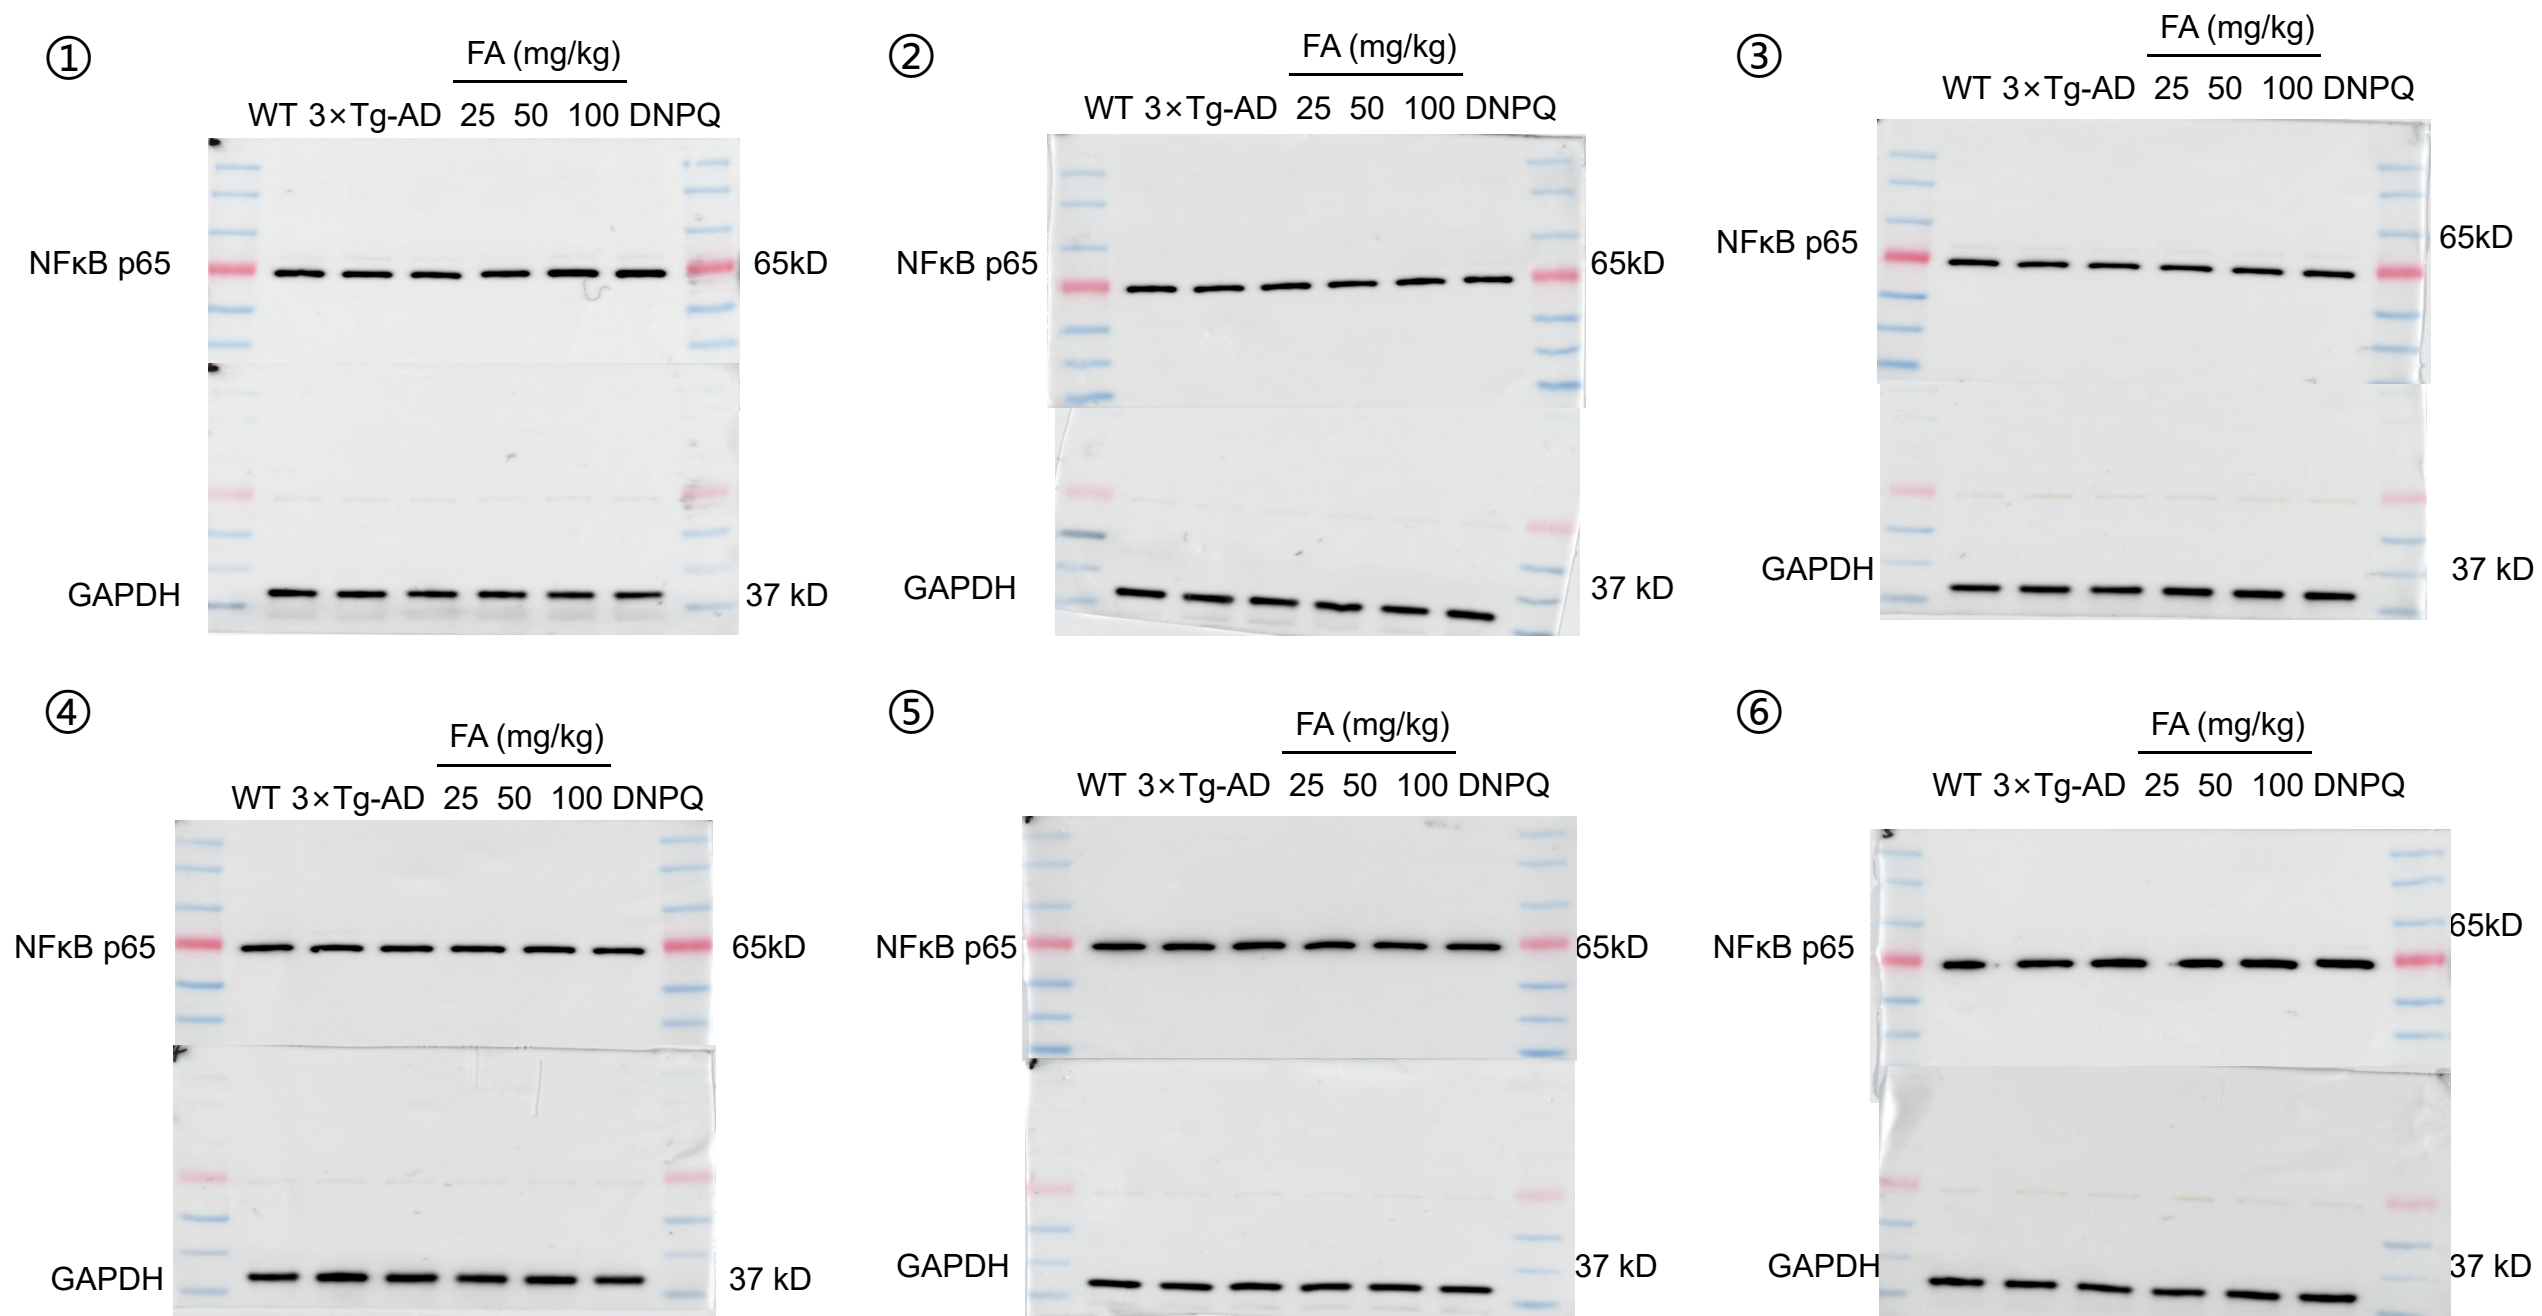 ①
FA (mg/kg)
WT 3×Tg-AD 25 50 100 DNPQ
NFκB p65
65kD
GAPDH
37 kD
②
FA (mg/kg)
WT 3×Tg-AD 25 50 100 DNPQ
NFκB p65
65kD
GAPDH
37 kD
③
FA (mg/kg)
WT 3×Tg-AD 25 50 100 DNPQ
NFκB p65
65kD
GAPDH
37 kD
④
FA (mg/kg)
WT 3×Tg-AD 25 50 100 DNPQ
NFκB p65
65kD
GAPDH
37 kD
⑤
FA (mg/kg)
WT 3×Tg-AD 25 50 100 DNPQ
NFκB p65
65kD
GAPDH
37 kD
⑥
FA (mg/kg)
WT 3×Tg-AD 25 50 100 DNPQ
NFκB p65
65kD
GAPDH
37 kD